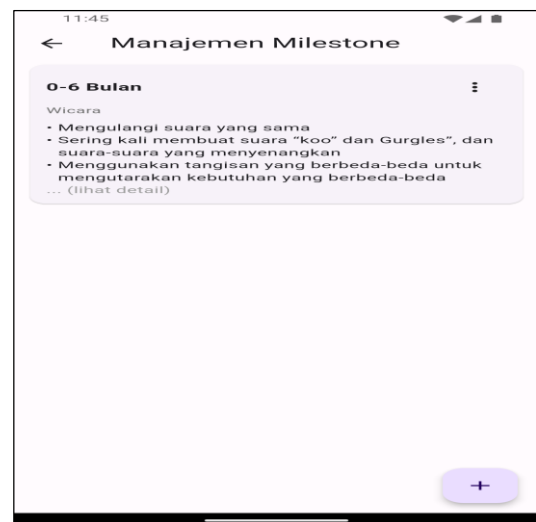 11:45
← Manajemen Milestone
0-6 Bulan
Wicara
• Mengulangi suara yang sama
• Sering kali membuat suara “koo” dan Gurgles”, dan
suara-suara yang menyenangkan
• Menggunakan tangisan yang berbeda-beda untuk
mengutarakan kebutuhan yang berbeda-beda
... (lihat detail)
+